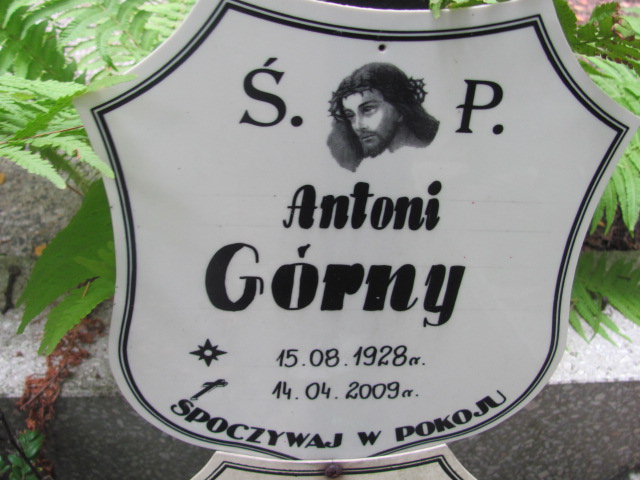 Ś. P.
Antoni
Górny
15.08.1928r.
14.04.2009r.
SPOCZYWAJ W POKOJU